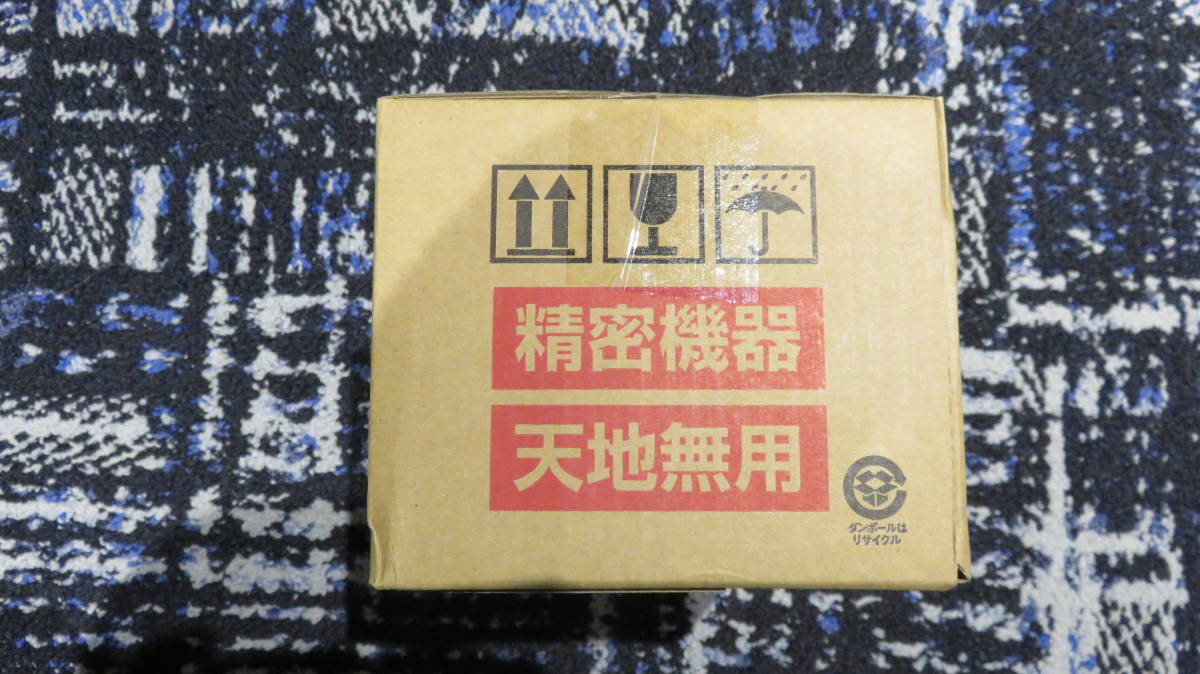 精密機器
天地無用
ダンボールは
リサイクル